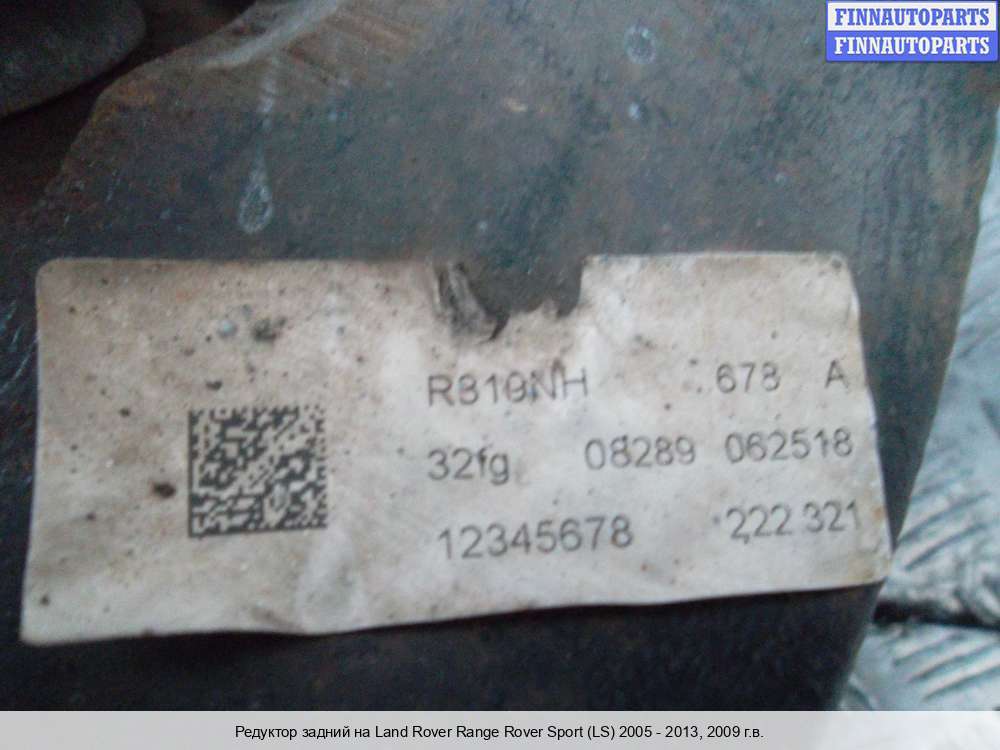 FINNAUTOPARTS
FINNAUTOPARTS
R819NH 678 A
32fg 08289 062518
12345678 222 321
Редуктор задний на Land Rover Range Rover Sport (LS) 2005 - 2013, 2009 г.в.